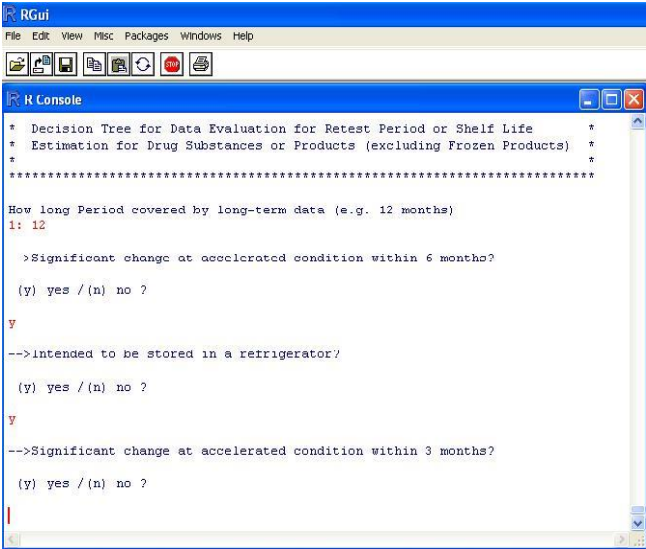 RGui
File Edit View Misc Packages Windows Help
STOP
R Console
* Decision Tree for Data Evaluation for Retest Period or Shelf Life *
* Estimation for Drug Substances or Products (excluding Frozen Products) *
* *
****************************************************************************
How long Period covered by long-term data (e.g. 12 months)
1: 12
>Significant change at accelerated condition within 6 months?
(y) yes /(n) no ?
y
-->Intended to be stored in a refrigerator?
(y) yes /(n) no ?
y
-->Significant change at accelerated condition within 3 months?
(y) yes /(n) no ?